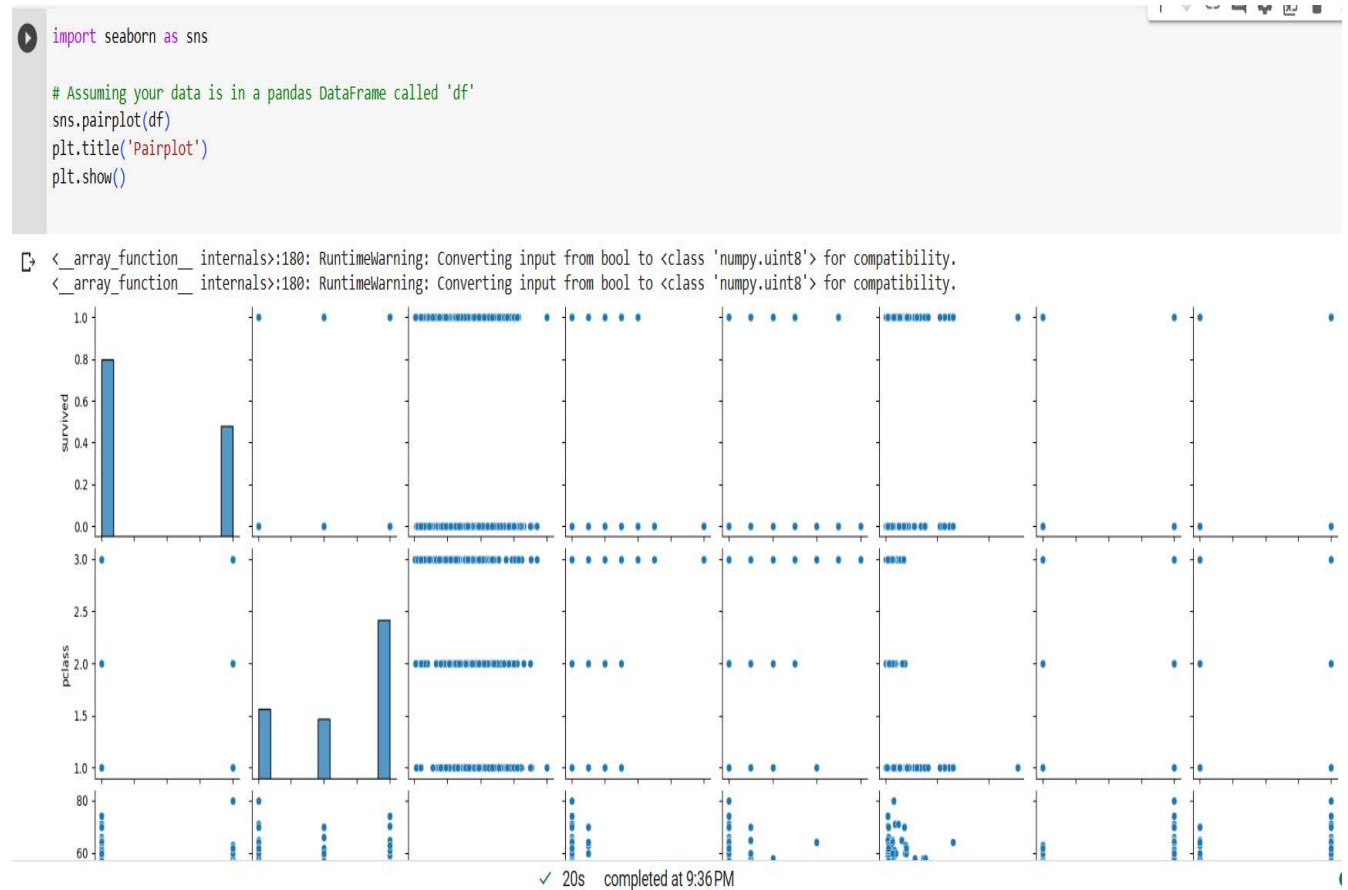 import seaborn as sns
# Assuming your data is in a pandas DataFrame called 'df'
sns.pairplot(df)
plt.title('Pairplot')
plt.show()
<__array_function__ internals>:180: RuntimeWarning: Converting input from bool to <class 'numpy.uint8'> for compatibility.
<__array_function__ internals>:180: RuntimeWarning: Converting input from bool to <class 'numpy.uint8'> for compatibility.
1.0
0.8
0.6
survived
0.4
0.2
0.0
3.0
2.5
pclass
2.0
1.5
1.0
80
60
✓ 20s completed at 9:36 PM